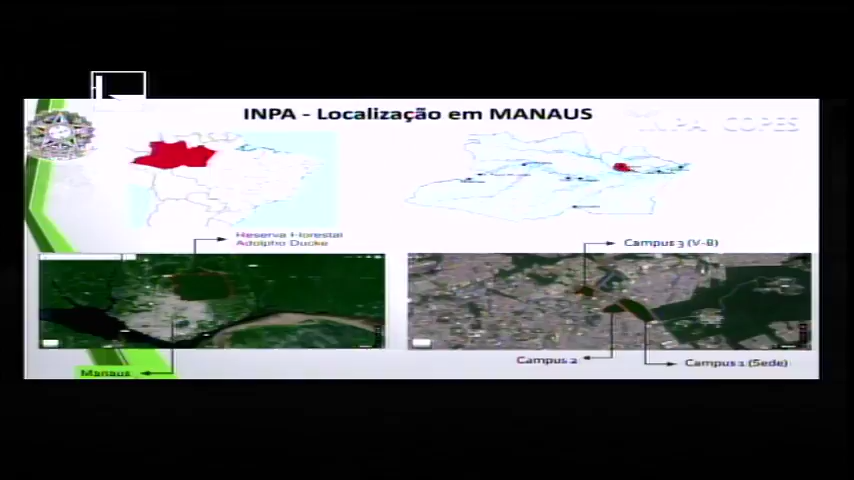 INPA - Localização em MANAUS
INPA COPES
Reserva Florestal
Adolpho Ducke
Campus 3 (V-8)
Campus 2
Campus 1 (Sede)
Manaus